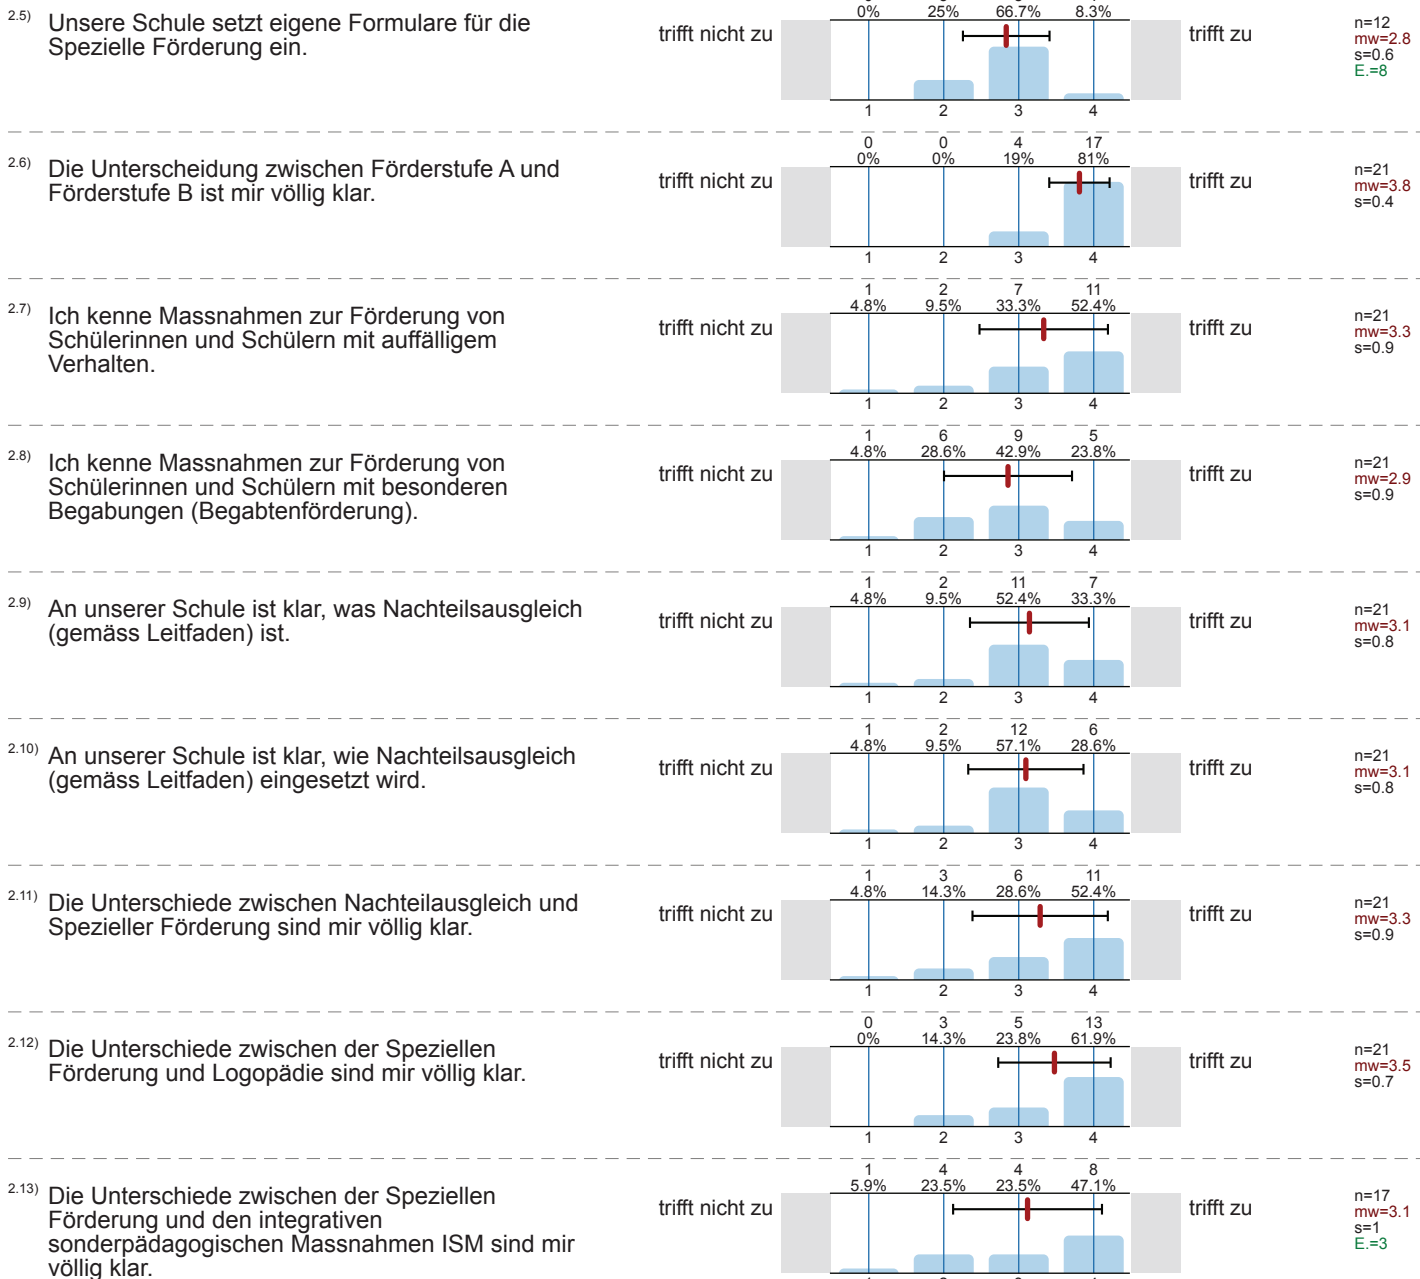 0% 25% 66.7% 8.3%
2.5) Unsere Schule setzt eigene Formulare für die
Spezielle Förderung ein.
trifft nicht zu
trifft zu
n=12
mw=2.8
s=0.6
E.=8
1 2 3 4
0 0 4 17
0% 0% 19% 81%
2.6) Die Unterscheidung zwischen Förderstufe A und
Förderstufe B ist mir völlig klar.
trifft nicht zu
trifft zu
n=21
mw=3.8
s=0.4
1 2 3 4
1 2 7 11
4.8% 9.5% 33.3% 52.4%
2.7) Ich kenne Massnahmen zur Förderung von
Schülerinnen und Schülern mit auffälligem
Verhalten.
trifft nicht zu
trifft zu
n=21
mw=3.3
s=0.9
1 2 3 4
1 6 9 5
4.8% 28.6% 42.9% 23.8%
2.8) Ich kenne Massnahmen zur Förderung von
Schülerinnen und Schülern mit besonderen
Begabungen (Begabtenförderung).
trifft nicht zu
trifft zu
n=21
mw=2.9
s=0.9
1 2 3 4
1 2 11 7
4.8% 9.5% 52.4% 33.3%
2.9) An unserer Schule ist klar, was Nachteilsausgleich
(gemäss Leitfaden) ist.
trifft nicht zu
trifft zu
n=21
mw=3.1
s=0.8
1 2 3 4
1 2 12 6
4.8% 9.5% 57.1% 28.6%
2.10) An unserer Schule ist klar, wie Nachteilsausgleich
(gemäss Leitfaden) eingesetzt wird.
trifft nicht zu
trifft zu
n=21
mw=3.1
s=0.8
1 2 3 4
1 3 6 11
4.8% 14.3% 28.6% 52.4%
2.11) Die Unterschiede zwischen Nachteilausgleich und
Spezieller Förderung sind mir völlig klar.
trifft nicht zu
trifft zu
n=21
mw=3.3
s=0.9
1 2 3 4
0 3 5 13
0% 14.3% 23.8% 61.9%
2.12) Die Unterschiede zwischen der Speziellen
Förderung und Logopädie sind mir völlig klar.
trifft nicht zu
trifft zu
n=21
mw=3.5
s=0.7
1 2 3 4
1 4 4 8
5.9% 23.5% 23.5% 47.1%
2.13) Die Unterschiede zwischen der Speziellen
Förderung und den integrativen
sonderpädagogischen Massnahmen ISM sind mir
völlig klar.
trifft nicht zu
trifft zu
n=17
mw=3.1
s=1
E.=3